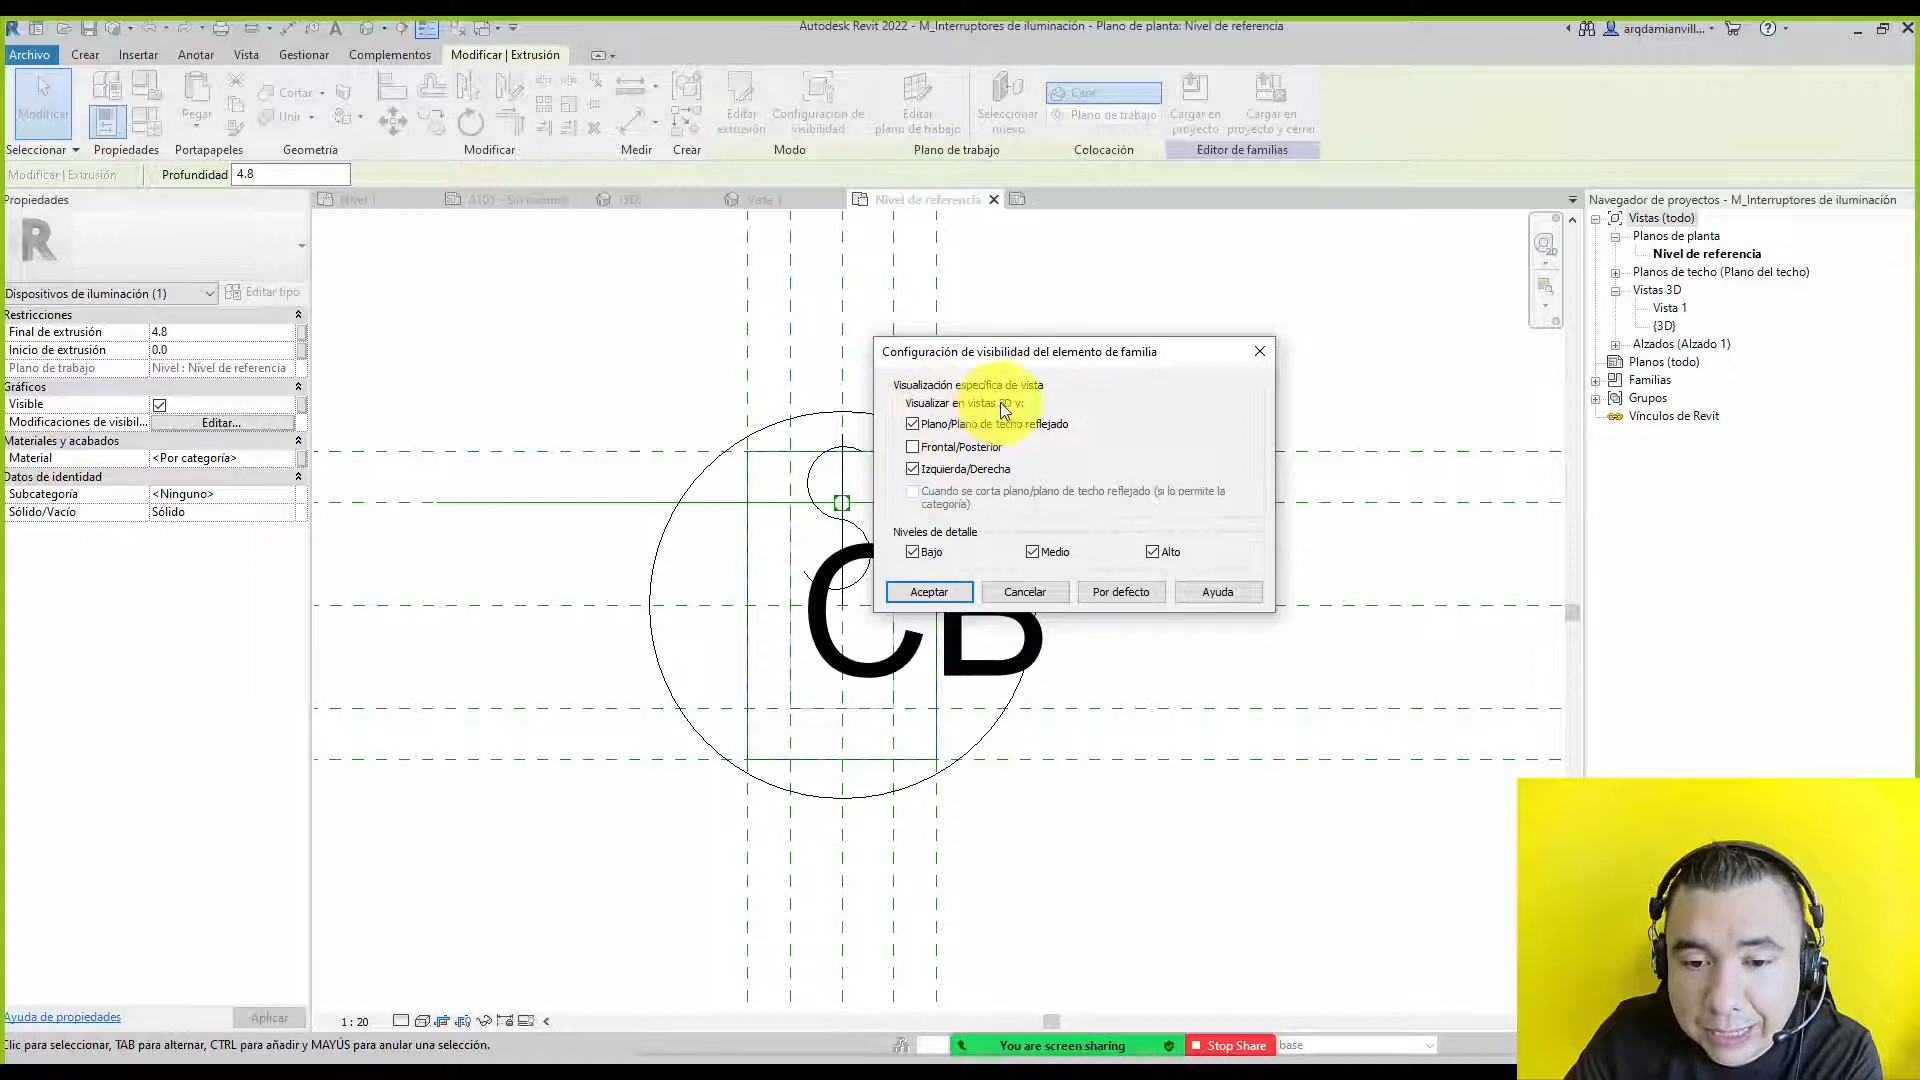 Autodesk Revit 2022 - M_Interruptores de iluminación - Plano de planta: Nivel de referencia
arqdamianvill...
Archivo Crear Insertar Anotar Vista Gestionar Complementos Modificar | Extrusión
Modificar
Pegar
Cortar
Unir
Editar extrusión
Configuración de visibilidad
Editar plano de trabajo
Seleccionar nuevo
Cara
Plano de trabajo
Cargar en proyecto
Cargar en proyecto y cerrar
Seleccionar Propiedades Portapapeles Geometría Modificar Medir Crear Modo Plano de trabajo Colocación Editor de familias
Modificar | Extrusión Profundidad 4.8
Propiedades
Nivel 1
A101 - Sin nombre
{3D}
Vista 1
Nivel de referencia
Navegador de proyectos - M_Interruptores de iluminación
R
Dispositivos de iluminación (1) Editar tipo
Restricciones
Final de extrusión 4.8
Inicio de extrusión 0.0
Plano de trabajo Nivel : Nivel de referencia
Gráficos
Visible
Modificaciones de visibil... Editar...
Materiales y acabados
Material <Por categoría>
Datos de identidad
Subcategoría <Ninguno>
Sólido/Vacío Sólido
Ayuda de propiedades Aplicar
CB
Configuración de visibilidad del elemento de familia
Visualización específica de vista
Visualizar en vistas 3D y:
Plano/Plano de techo reflejado
Frontal/Posterior
Izquierda/Derecha
Cuando se corta plano/plano de techo reflejado (si lo permite la
categoría)
Niveles de detalle
Bajo Medio Alto
Aceptar Cancelar Por defecto Ayuda
Vistas (todo)
Planos de planta
Nivel de referencia
Planos de techo (Plano del techo)
Vistas 3D
Vista 1
{3D}
Alzados (Alzado 1)
Planos (todo)
Familias
Grupos
Vínculos de Revit
2D
1 : 20
Clic para seleccionar, TAB para alternar, CTRL para añadir y MAYÚS para anular una selección.
You are screen sharing
Stop Share
base